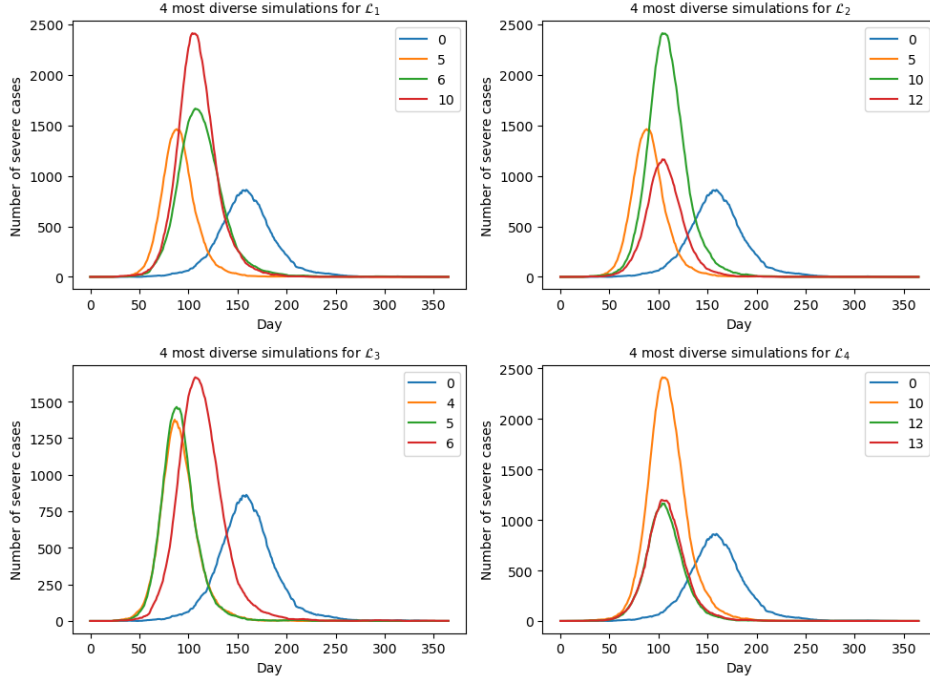 4 most diverse simulations for ℒ₁
Number of severe cases
2500
2000
1500
1000
500
0
0
5
6
10
0 50 100 150 200 250 300 350
Day
4 most diverse simulations for ℒ₂
Number of severe cases
2500
2000
1500
1000
500
0
0
5
10
12
0 50 100 150 200 250 300 350
Day
4 most diverse simulations for ℒ₃
Number of severe cases
1500
1250
1000
750
500
250
0
0
4
5
6
0 50 100 150 200 250 300 350
Day
4 most diverse simulations for ℒ₄
Number of severe cases
2500
2000
1500
1000
500
0
0
10
12
13
0 50 100 150 200 250 300 350
Day